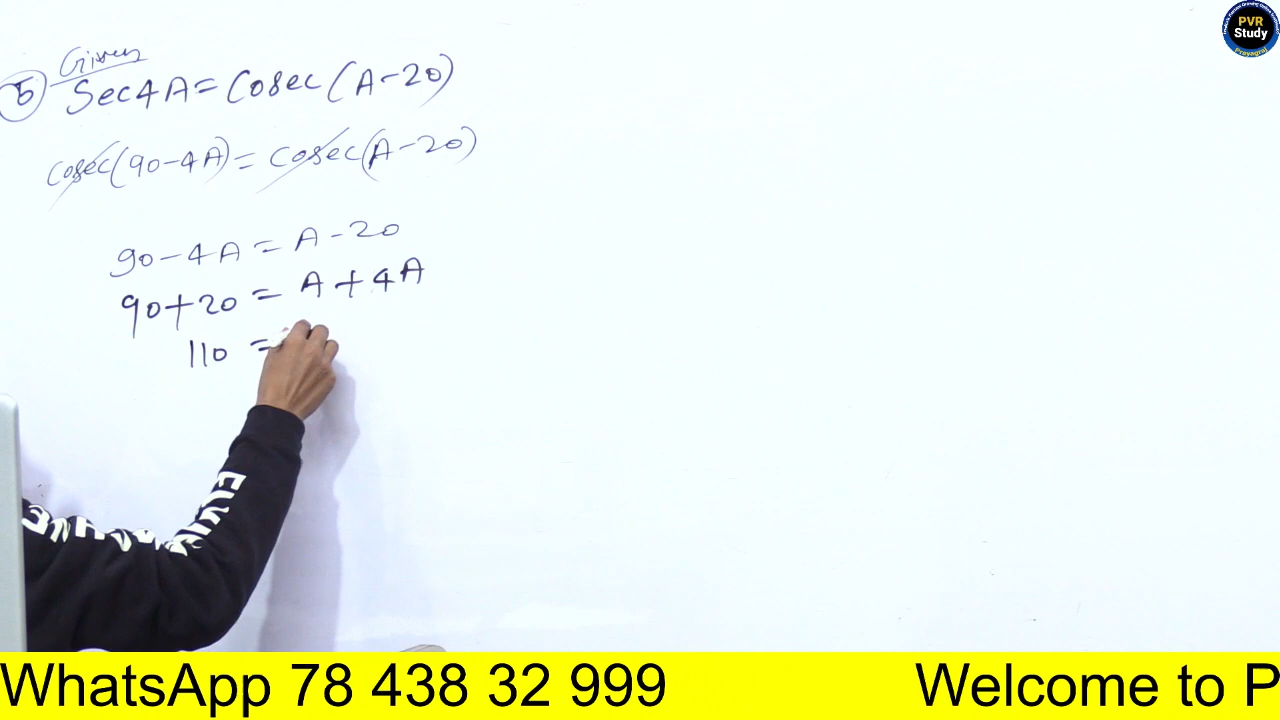 Given
5 Sec4A = Cosec(A-20)
cosec(90-4A) = cosec(A-20)
90-4A = A-20
90+20 = A+4A
110 =
PVR
Study
Prayagraj
WhatsApp 78 438 32 999 Welcome to P